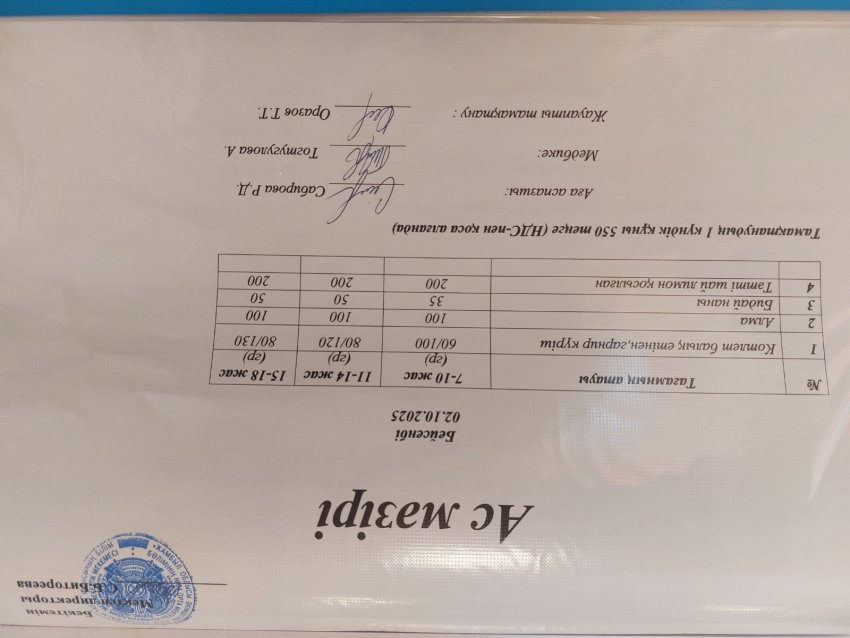 Бекітемін
Мектеп директоры
С.Б.Битореева
Ас мәзірі
Бейсенбі
02.10.2025
№ Тағамның атауы 7-10 жас (гр) 11-14 жас (гр) 15-18 жас (гр)
1 Котлет балық етінен,гарнир күріш 60/100 80/120 80/130
2 Алма 100 100 100
3 Бидай наны 35 50 50
4 Тәтті шай лимон қосылған 200 200 200
Тамақтанудың 1 күндік құны 550 теңге (НДС-пен қоса алғанда)
Аға аспазшы: Сабирова Р.Д.
Медбике: Тоғтугулова А.
Жауапты тамақтану : Оразов Т.Т.